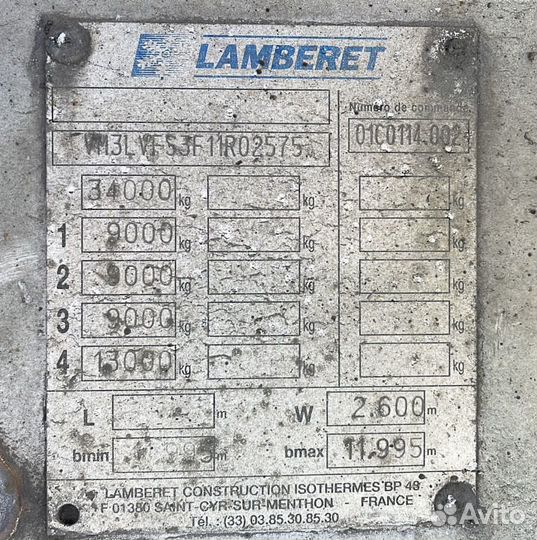 LAMBERET
Numéro de commande
VM3LVFS3F11R02575 01C0114.002
34000 kg kg kg
1 9000 kg kg kg
2 9000 kg kg kg
3 9000 kg kg kg
4 13000 kg kg kg
L m W 2.600 m
bmin m bmax 11.995 m
LAMBERET CONSTRUCTION ISOTHERMES BP 43
F 01380 SAINT-CYR-SUR-MENTHON - FRANCE
Tél. : (33) 03.85.30.85.30
Avito